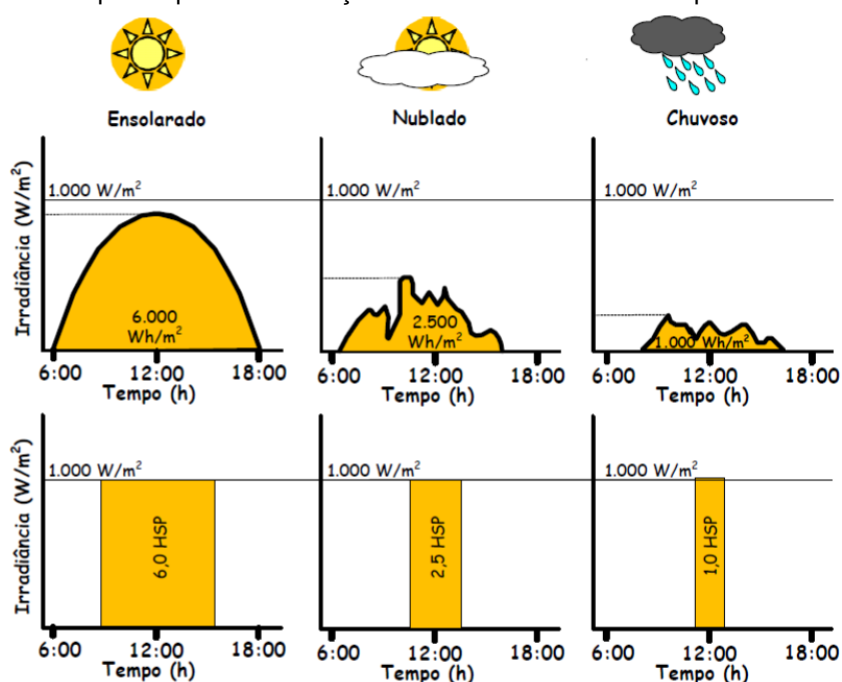 Ensolarado
Nublado
Chuvoso
Irradiância (W/m²)
1.000 W/m²
6.000
Wh/m²
6:00
12:00
18:00
Tempo (h)
1.000 W/m²
2.500
Wh/m²
6:00
12:00
18:00
Tempo (h)
1.000 W/m²
1.000 Wh/m²
6:00
12:00
18:00
Tempo (h)
Irradiância (W/m²)
1.000 W/m²
6,0 HSP
6:00
12:00
18:00
Tempo (h)
1.000 W/m²
2,5 HSP
6:00
12:00
18:00
Tempo (h)
1.000 W/m²
1,0 HSP
6:00
12:00
18:00
Tempo (h)